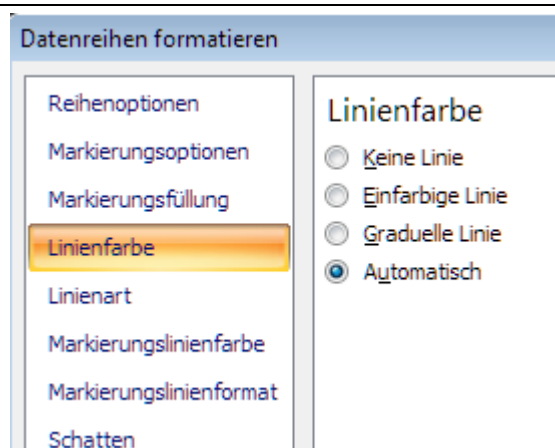 Datenreihen formatieren
Reihenoptionen
Markierungsoptionen
Markierungsfüllung
Linienfarbe
Linienart
Markierungslinienfarbe
Markierungslinienformat
Schatten
Linienfarbe
Keine Linie
Einfarbige Linie
Graduelle Linie
Automatisch